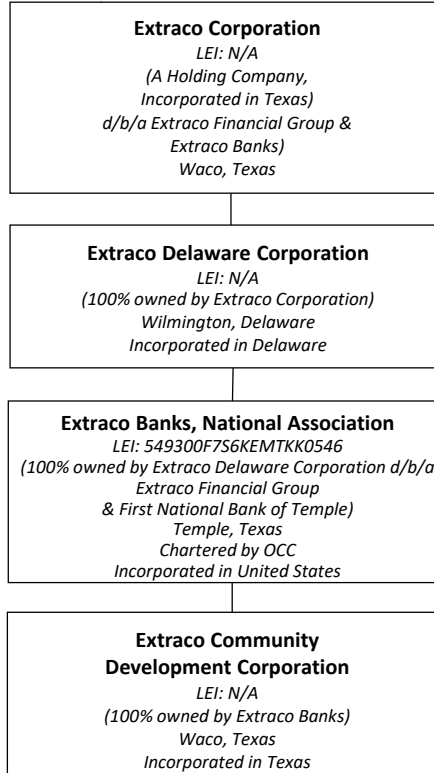 Extraco Corporation
LEI: N/A
(A Holding Company,
Incorporated in Texas)
d/b/a Extraco Financial Group &
Extraco Banks)
Waco, Texas
Extraco Delaware Corporation
LEI: N/A
(100% owned by Extraco Corporation)
Wilmington, Delaware
Incorporated in Delaware
Extraco Banks, National Association
LEI: 549300F7S6KEMTKK0546
(100% owned by Extraco Delaware Corporation d/b/a
Extraco Financial Group
& First National Bank of Temple)
Temple, Texas
Chartered by OCC
Incorporated in United States
Extraco Community
Development Corporation
LEI: N/A
(100% owned by Extraco Banks)
Waco, Texas
Incorporated in Texas